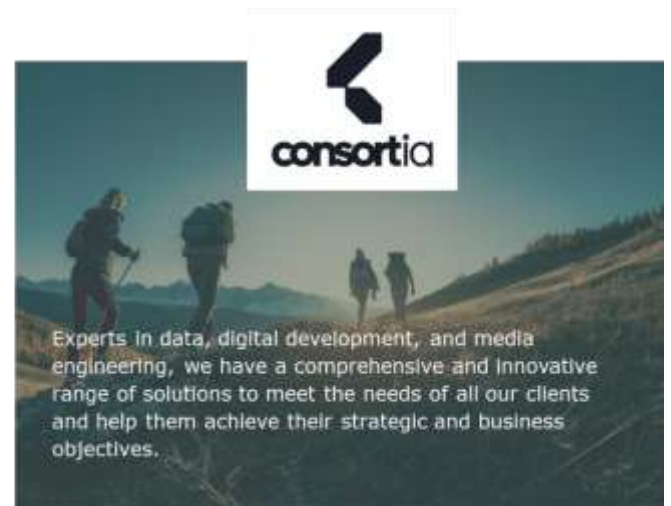 consortia
Experts in data, digital development, and media
engineering, we have a comprehensive and innovative
range of solutions to meet the needs of all our clients
and help them achieve their strategic and business
objectives.